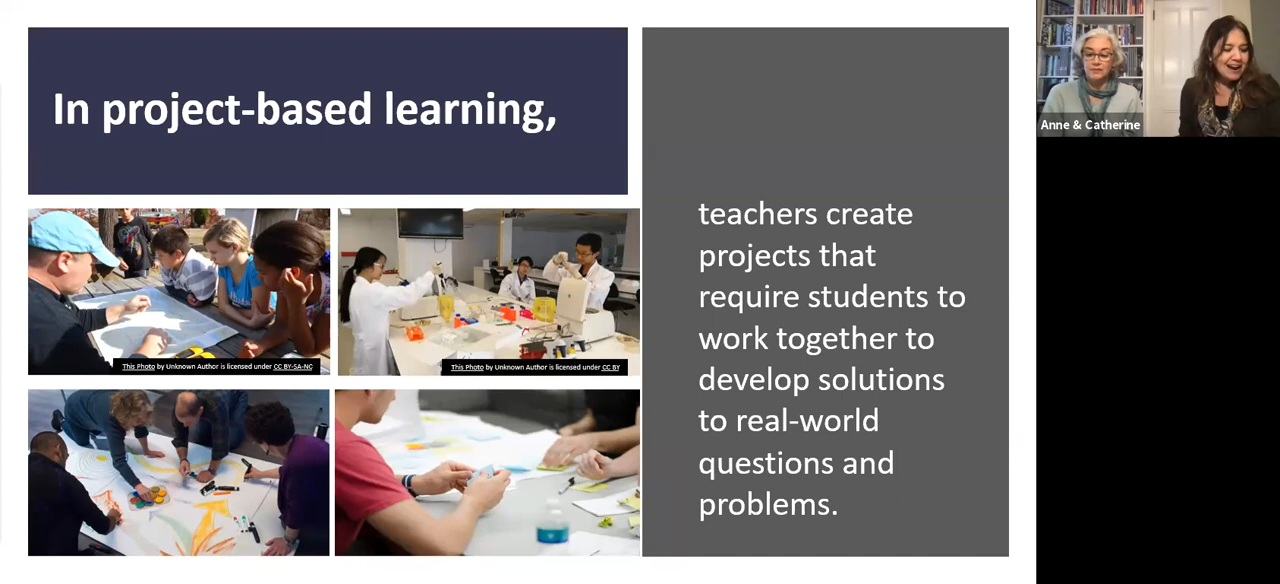 In project-based learning,
This Photo by Unknown Author is licensed under CC BY-SA-NC
This Photo by Unknown Author is licensed under CC BY
teachers create
projects that
require students to
work together to
develop solutions
to real-world
questions and
problems.
Anne & Catherine